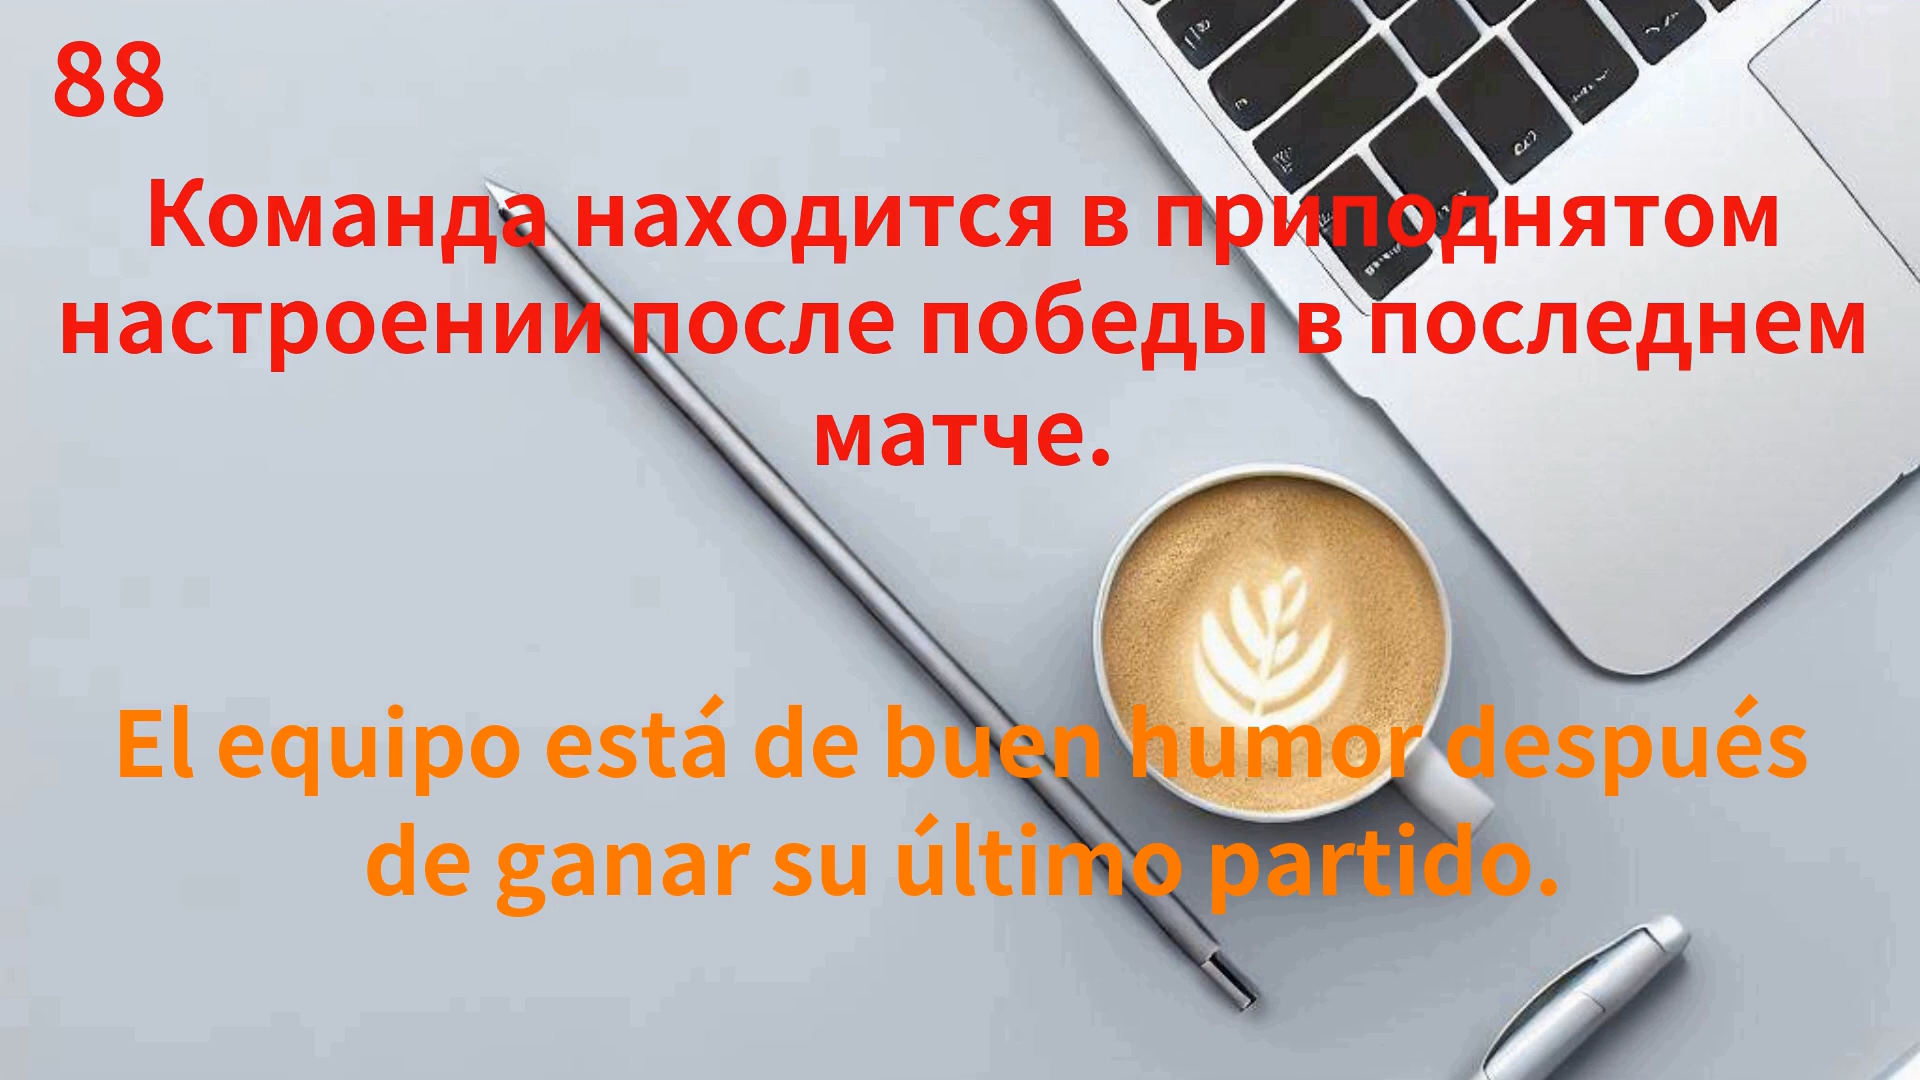 88
Команда находится в приподнятом
настроении после победы в последнем
матче.
El equipo está de buen humor después
de ganar su último partido.